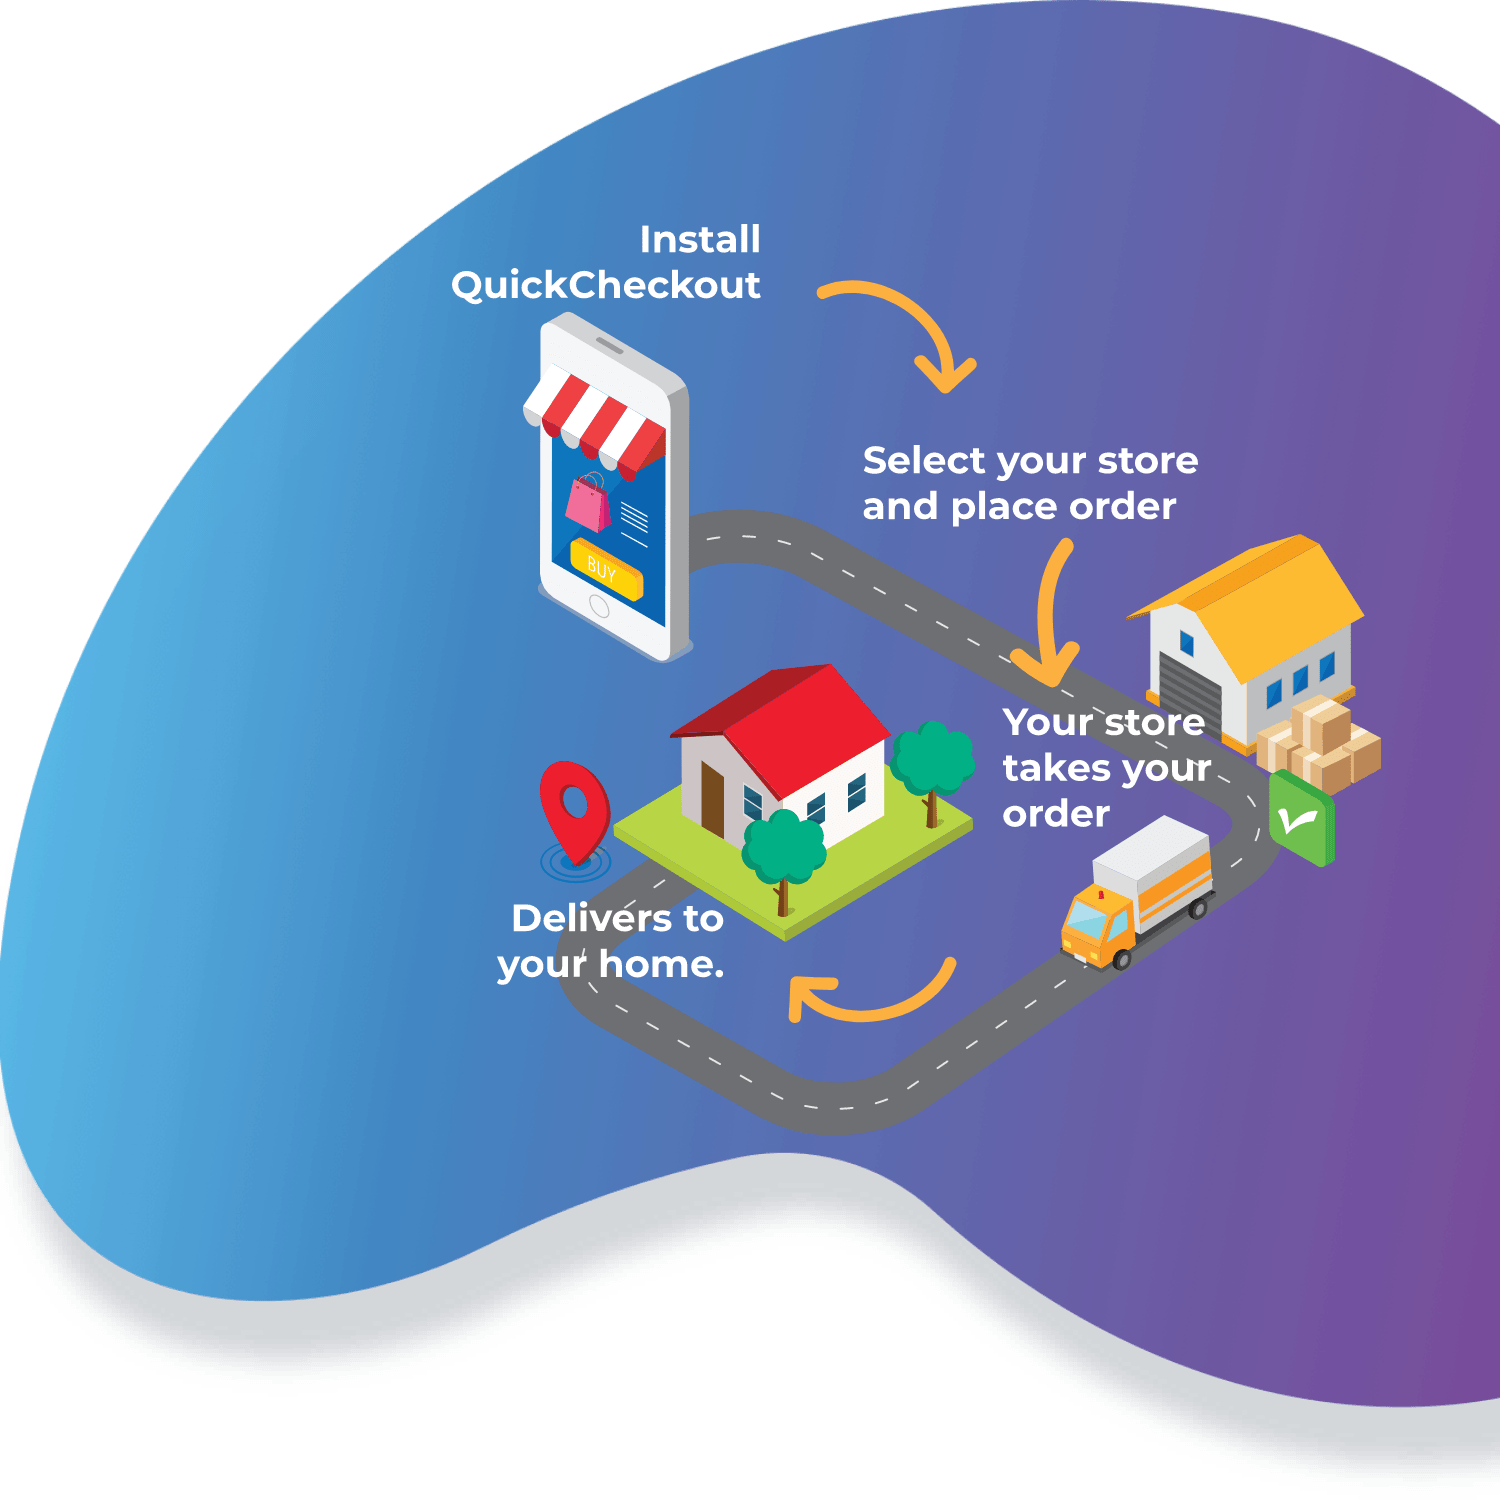 Install
QuickCheckout
BUY
Select your store
and place order
Your store
takes your
order
Delivers to
your home.